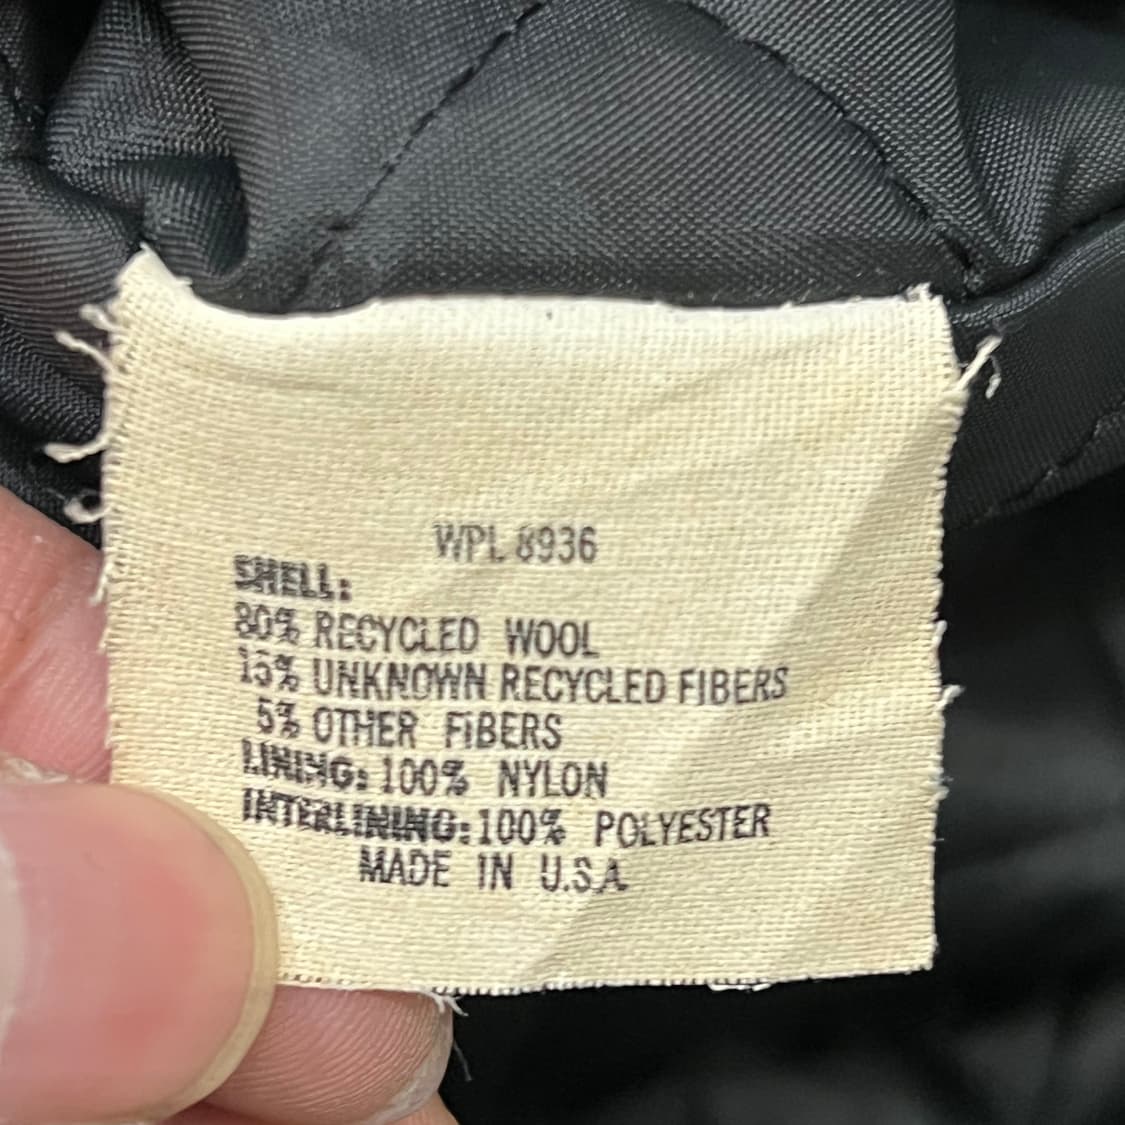 WPL 8936
SHELL:
80% RECYCLED WOOL
15% UNKNOWN RECYCLED FIBERS
5% OTHER FIBERS
LINING: 100% NYLON
INTERLINING: 100% POLYESTER
MADE IN U.S.A.